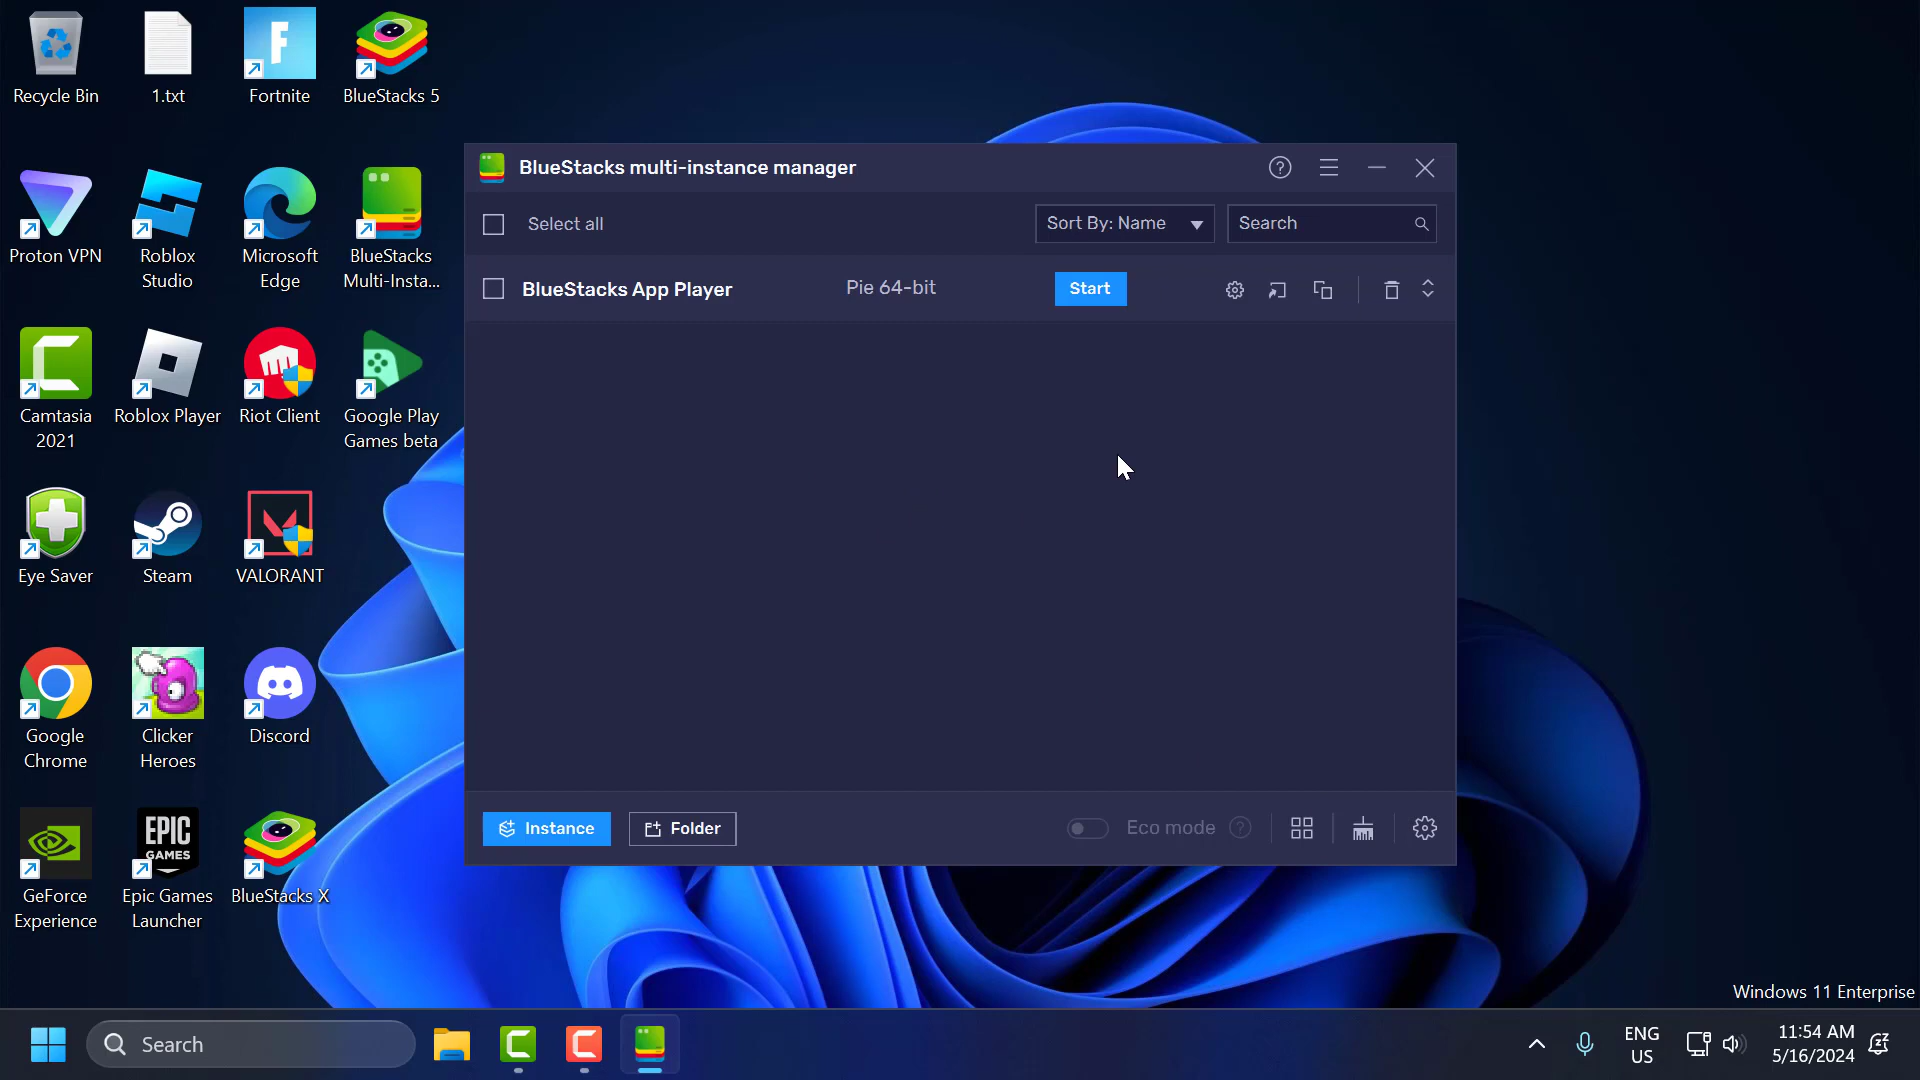 Recycle Bin
1.txt
Fortnite
BlueStacks 5
Proton VPN
Roblox
Studio
Microsoft
Edge
BlueStacks
Multi-Insta...
Camtasia
2021
Roblox Player
Riot Client
Google Play
Games beta
Eye Saver
Steam
VALORANT
Google
Chrome
Clicker
Heroes
Discord
GeForce
Experience
EPIC
GAMES
Epic Games
Launcher
BlueStacks X
BlueStacks multi-instance manager
Select all
Sort By: Name
Search
BlueStacks App Player
Pie 64-bit
Start
Instance
Folder
Eco mode
Windows 11 Enterprise
Search
ENG
US
11:54 AM
5/16/2024